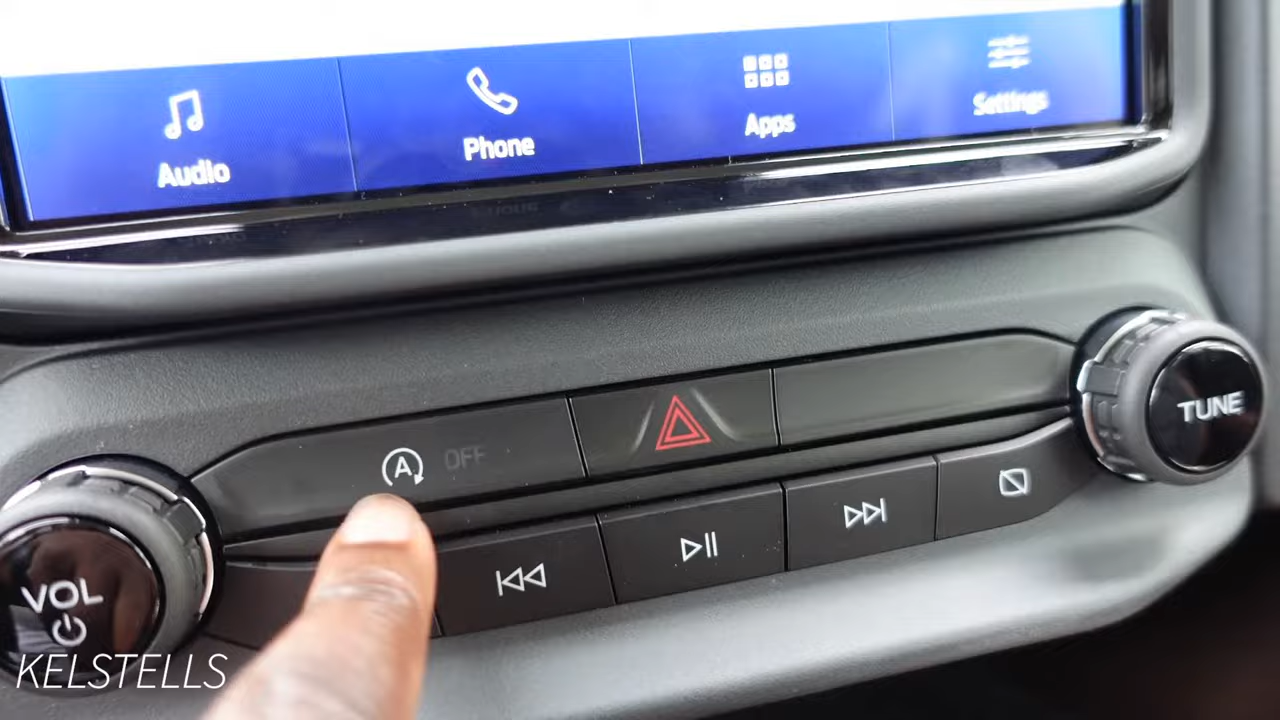 Audio
Phone
Apps
Settings
A OFF
TUNE
VOL
KELSTELLS